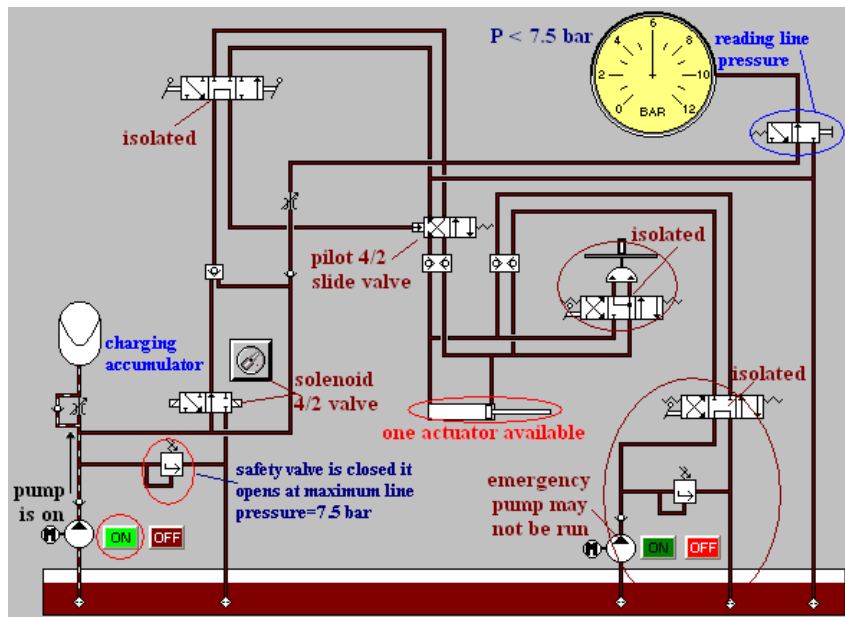 P < 7.5 bar
6
4
8
2
10
0
12
BAR
reading line
pressure
isolated
pilot 4/2
slide valve
isolated
charging
accumulator
solenoid
4/2 valve
isolated
one actuator available
safety valve is closed it
opens at maximum line
pressure=7.5 bar
pump
is on
M
ON
OFF
emergency
pump may
not be run
M
ON
OFF